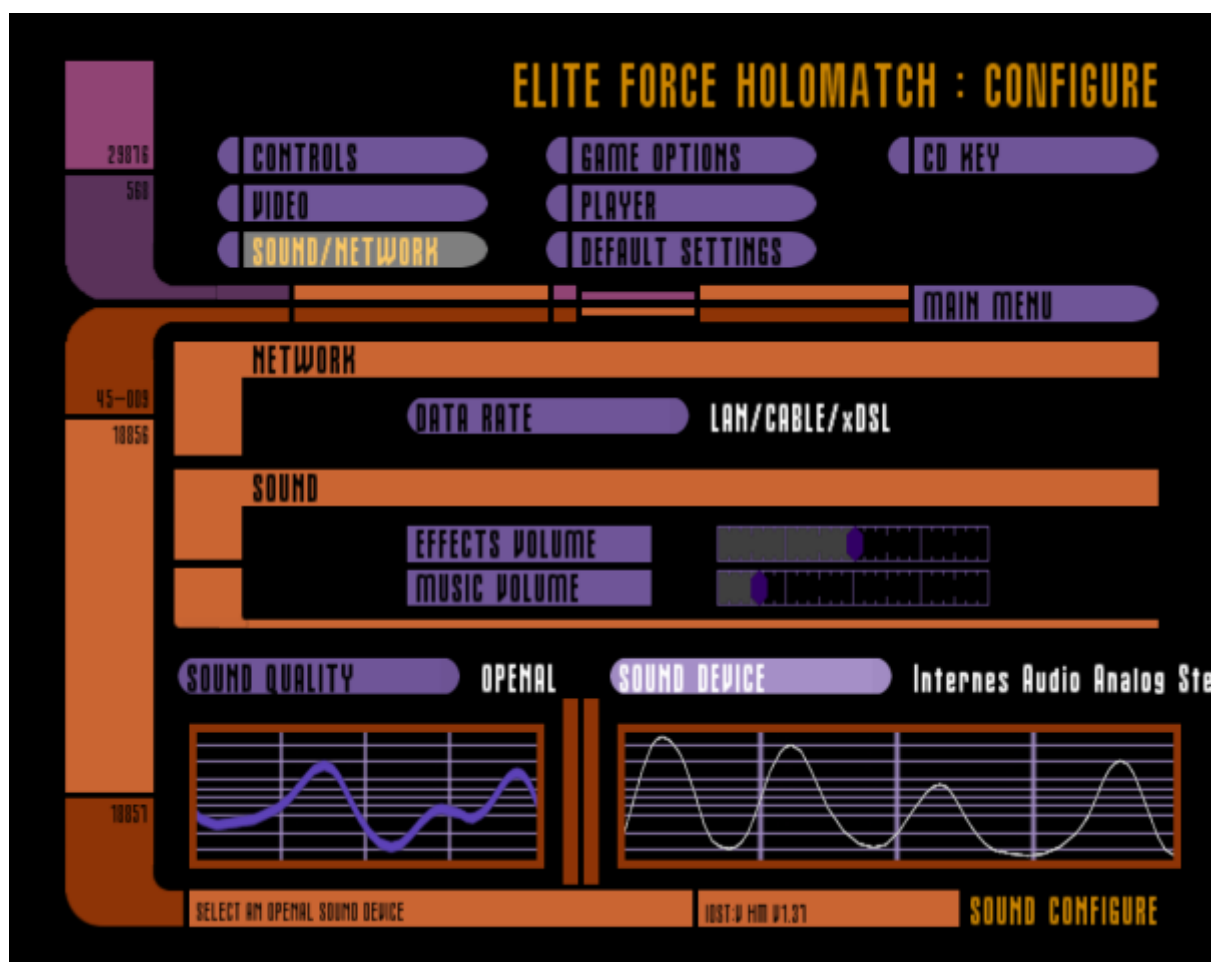 ELITE FORCE HOLOMATCH : CONFIGURE
29876
CONTROLS
GAME OPTIONS
CD KEY
560
VIDEO
PLAYER
SOUND/NETWORK
DEFAULT SETTINGS
MAIN MENU
NETWORK
45-009
DATA RATE
LAN/CABLE/xDSL
18856
SOUND
EFFECTS VOLUME
MUSIC VOLUME
SOUND QUALITY
OPENAL
SOUND DEVICE
Internes Audio Analog Ste
18857
SELECT AN OPENAL SOUND DEVICE
IOST:V HM V1.37
SOUND CONFIGURE